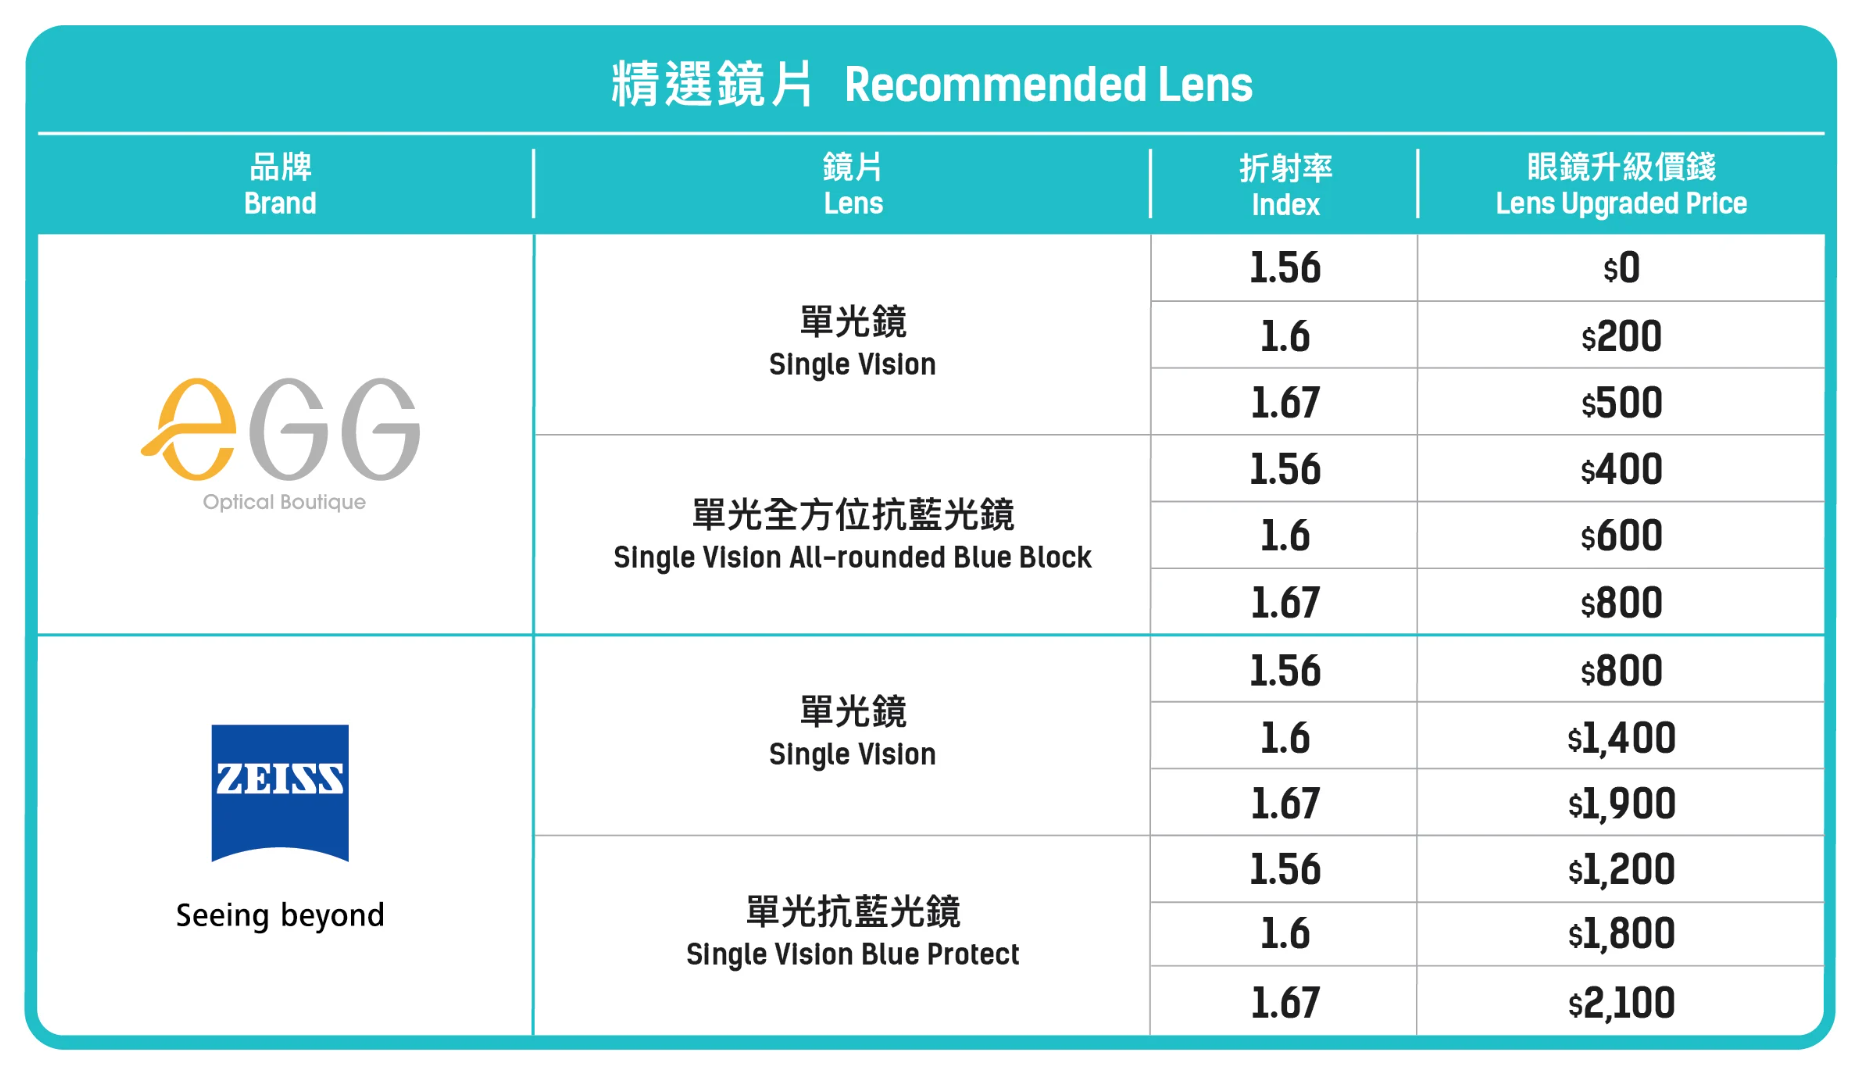 精選鏡片 Recommended Lens
品牌
Brand
鏡片
Lens
折射率
Index
眼鏡升級價錢
Lens Upgraded Price
eGG
Optical Boutique
單光鏡
Single Vision
1.56
$0
1.6
$200
1.67
$500
單光全方位抗藍光鏡
Single Vision All-rounded Blue Block
1.56
$400
1.6
$600
1.67
$800
ZEISS
Seeing beyond
單光鏡
Single Vision
1.56
$800
1.6
$1,400
1.67
$1,900
單光抗藍光鏡
Single Vision Blue Protect
1.56
$1,200
1.6
$1,800
1.67
$2,100